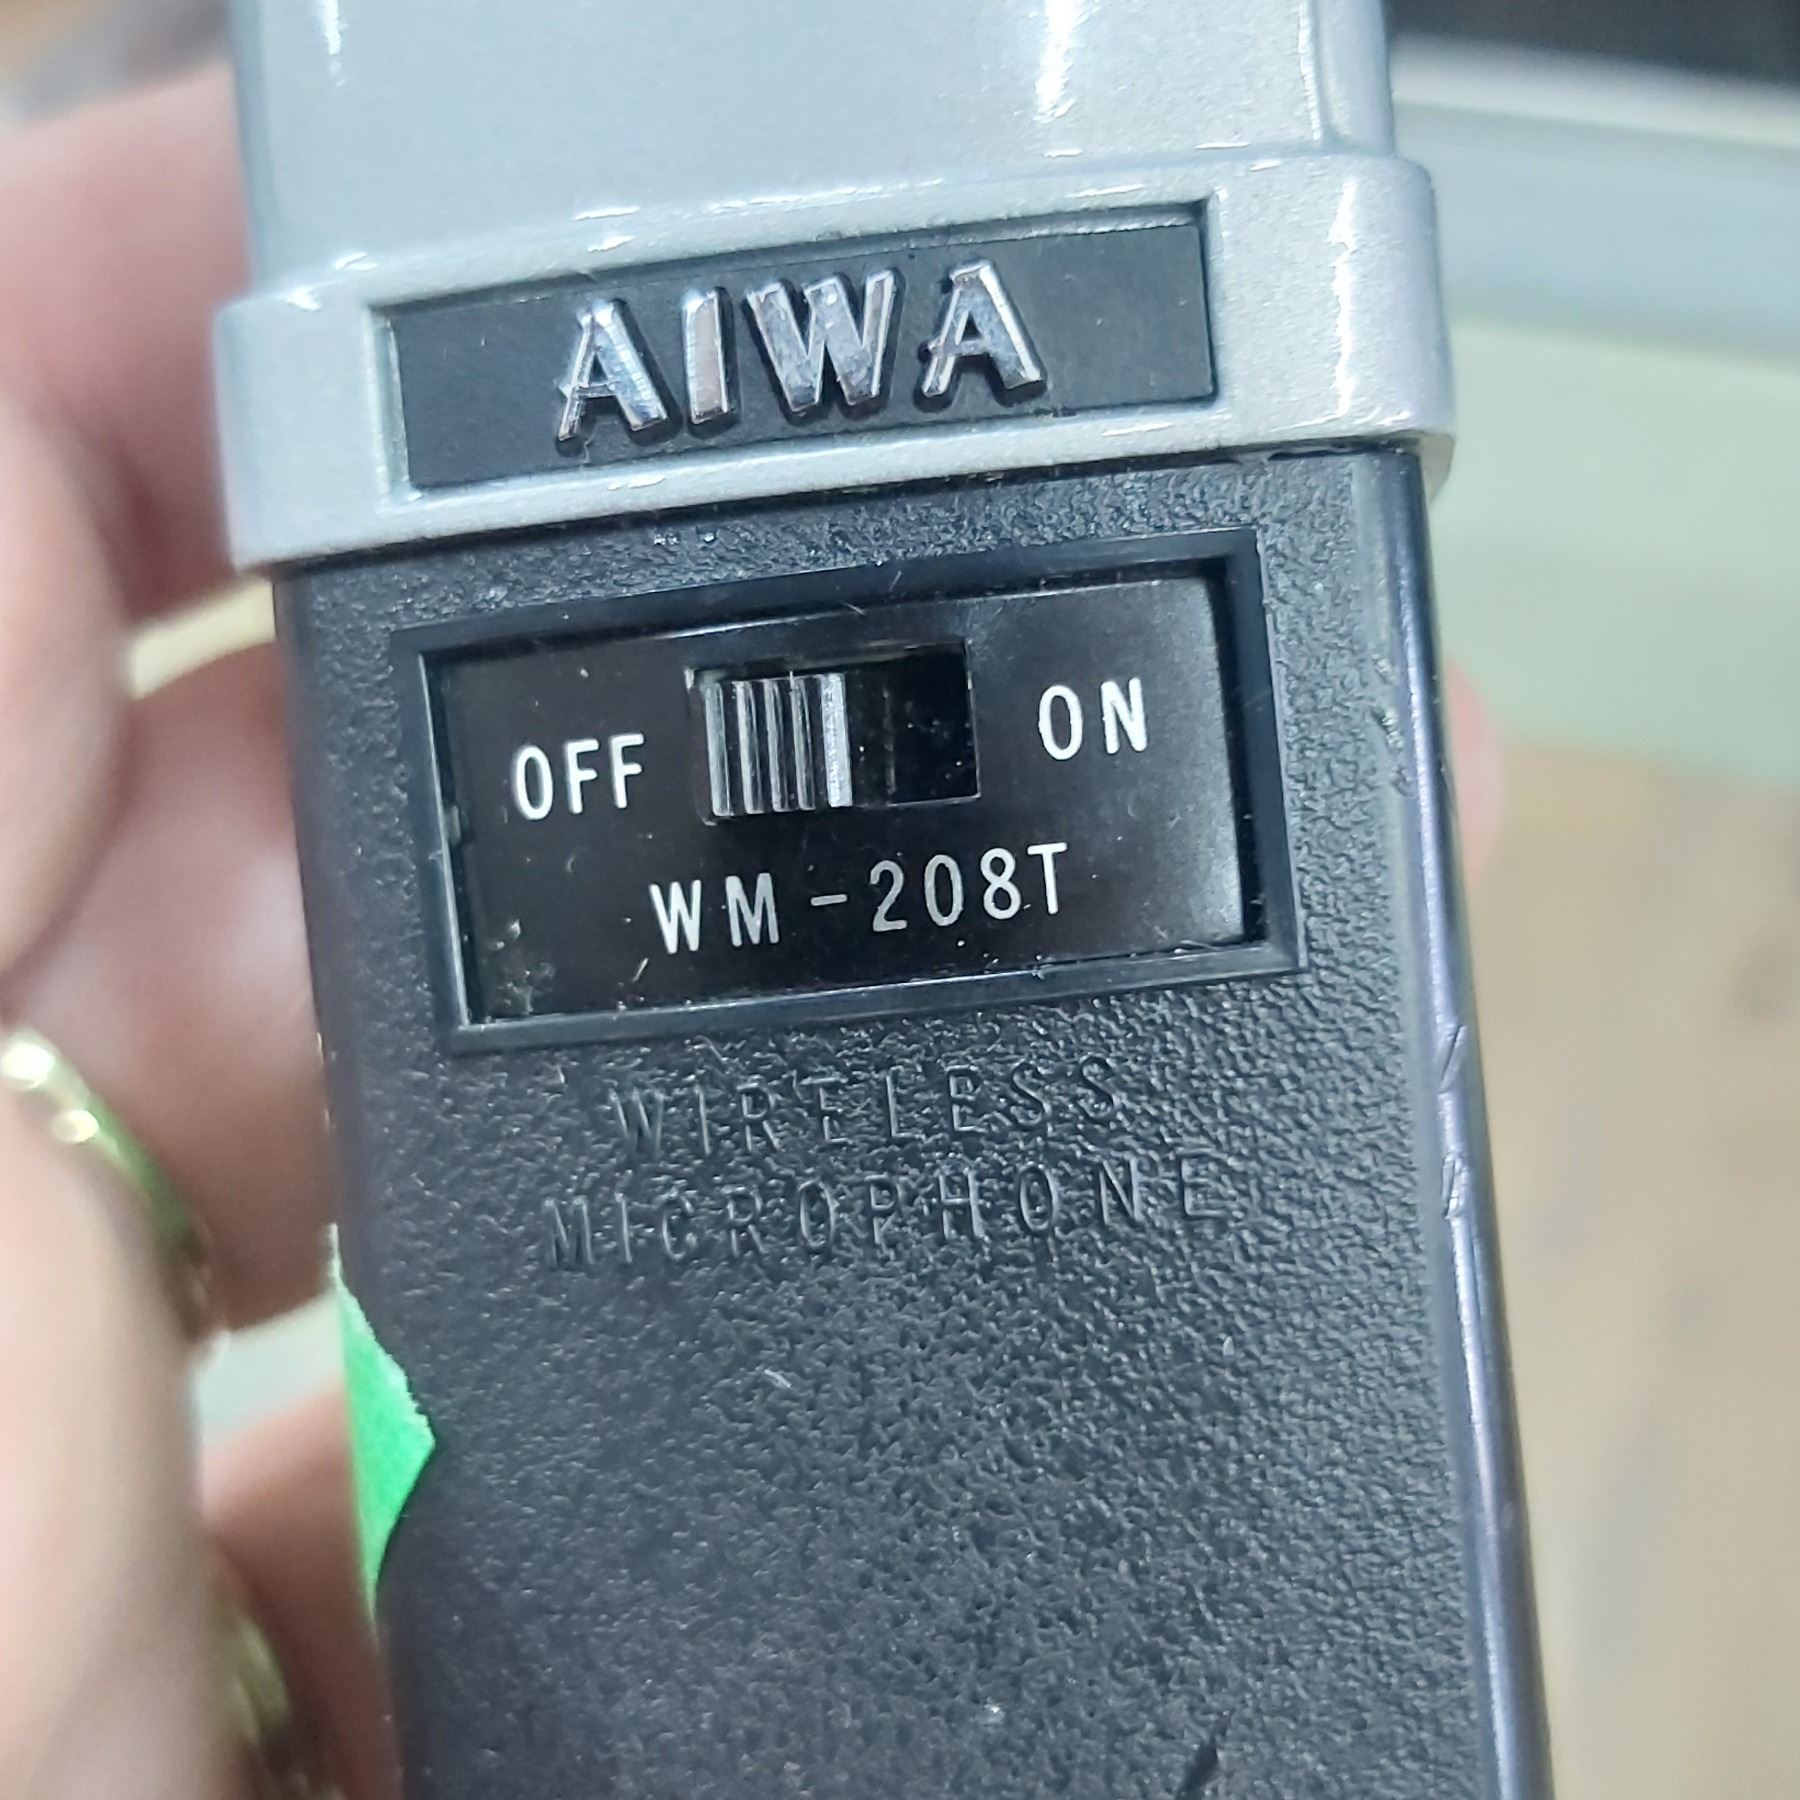 AIWA
OFF ON
WM-208T
WIRELESS
MICROPHONE